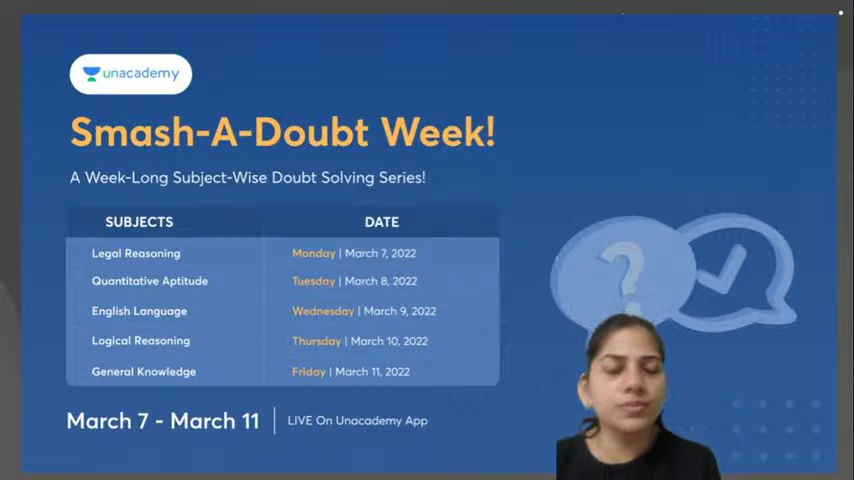 unacademy
Smash-A-Doubt Week!
A Week-Long Subject-Wise Doubt Solving Series!
SUBJECTS DATE
Legal Reasoning Monday | March 7, 2022
Quantitative Aptitude Tuesday | March 8, 2022
English Language Wednesday | March 9, 2022
Logical Reasoning Thursday | March 10, 2022
General Knowledge Friday | March 11, 2022
March 7 - March 11 | LIVE On Unacademy App